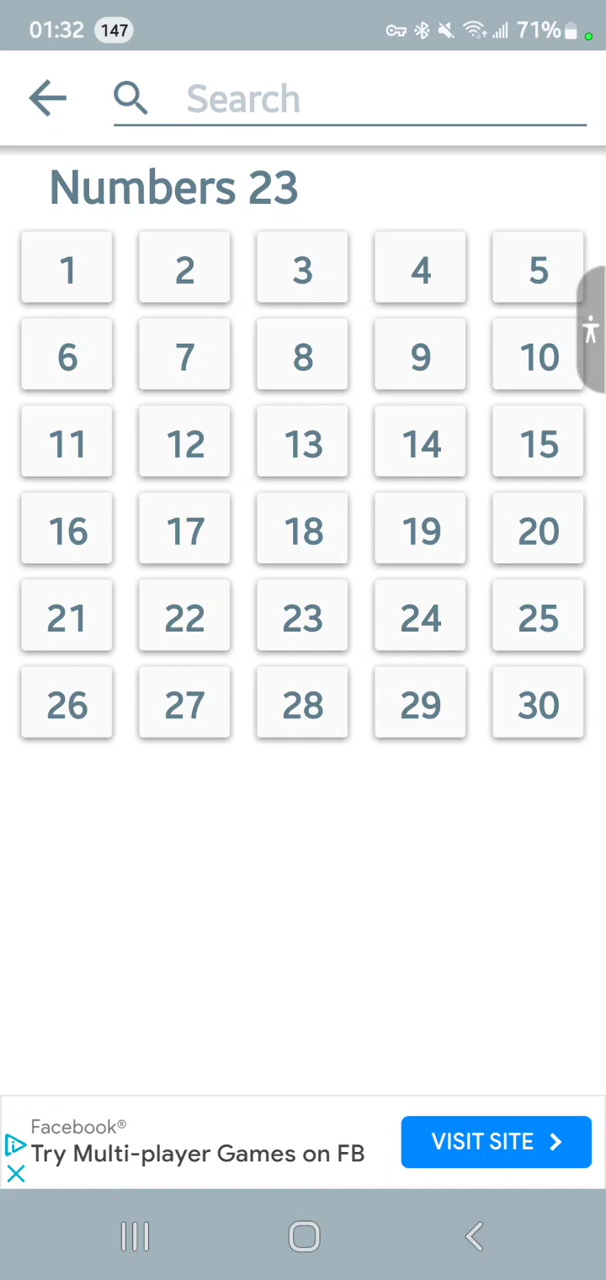 01:32 147 71%
Search
Numbers 23
1 2 3 4 5
6 7 8 9 10
11 12 13 14 15
16 17 18 19 20
21 22 23 24 25
26 27 28 29 30
Facebook®
Try Multi-player Games on FB
VISIT SITE